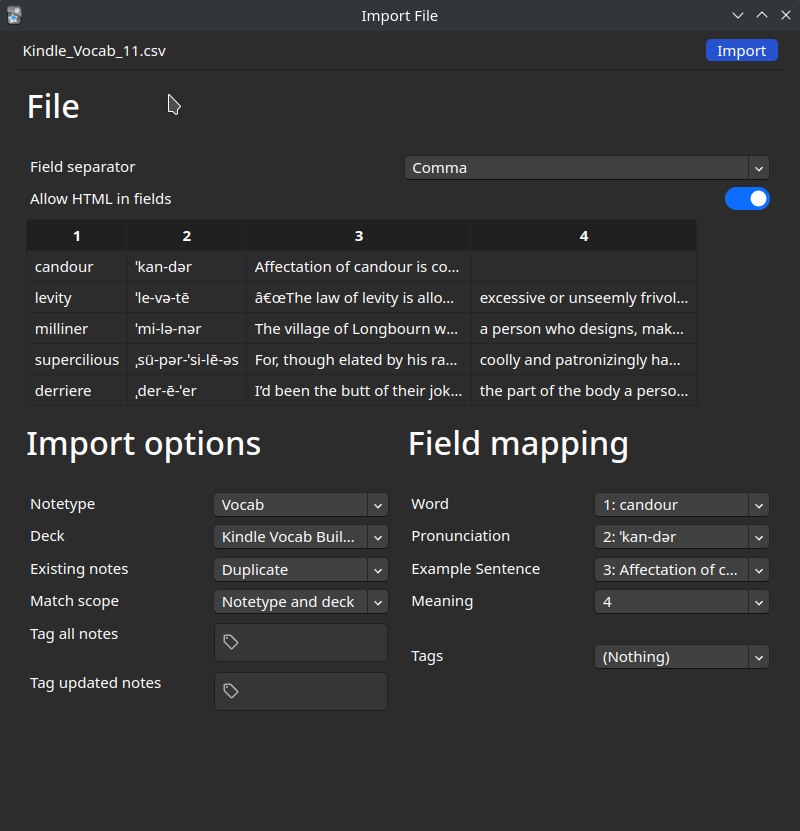 Import File
Kindle_Vocab_11.csv Import
File
Field separator Comma
Allow HTML in fields
1 2 3 4
candour ˈkan-dər Affectation of candour is co...
levity ˈle-və-tē â€œThe law of levity is allo... excessive or unseemly frivol...
milliner ˈmi-lə-nər The village of Longbourn w... a person who designs, mak...
supercilious ˌsü-pər-ˈsi-lē-əs For, though elated by his ra... coolly and patronizingly ha...
derriere ˌder-ē-ˈer I’d been the butt of their jok... the part of the body a perso...
Import options Field mapping
Notetype Vocab Word 1: candour
Deck Kindle Vocab Buil... Pronunciation 2: ˈkan-dər
Existing notes Duplicate Example Sentence 3: Affectation of c...
Match scope Notetype and deck Meaning 4
Tag all notes
Tags (Nothing)
Tag updated notes